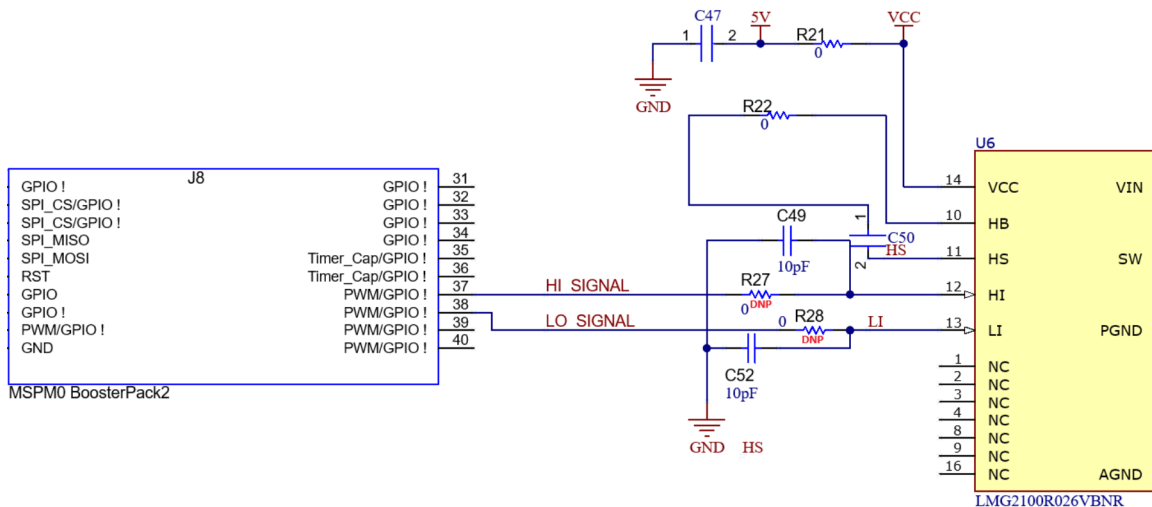 C47
5V
VCC
1
2
R21
0
GND
R22
0
U6
J8
GPIO !
31
GPIO !
SPI_CS/GPIO !
32
GPIO !
SPI_CS/GPIO !
33
GPIO !
SPI_MISO
34
GPIO !
SPI_MOSI
35
Timer_Cap/GPIO !
RST
36
Timer_Cap/GPIO !
GPIO
37
PWM/GPIO !
GPIO !
38
PWM/GPIO !
PWM/GPIO !
39
PWM/GPIO !
GND
40
PWM/GPIO !
MSPM0 BoosterPack2
HI SIGNAL
LO SIGNAL
C49
10pF
1
C50
2
HS
R27
0
DNP
R28
0
DNP
LI
C52
10pF
GND
HS
14
VCC
VIN
10
HB
11
HS
SW
12
HI
13
LI
PGND
1
NC
2
NC
3
NC
4
NC
8
NC
9
NC
16
NC
AGND
LMG2100R026VBNR